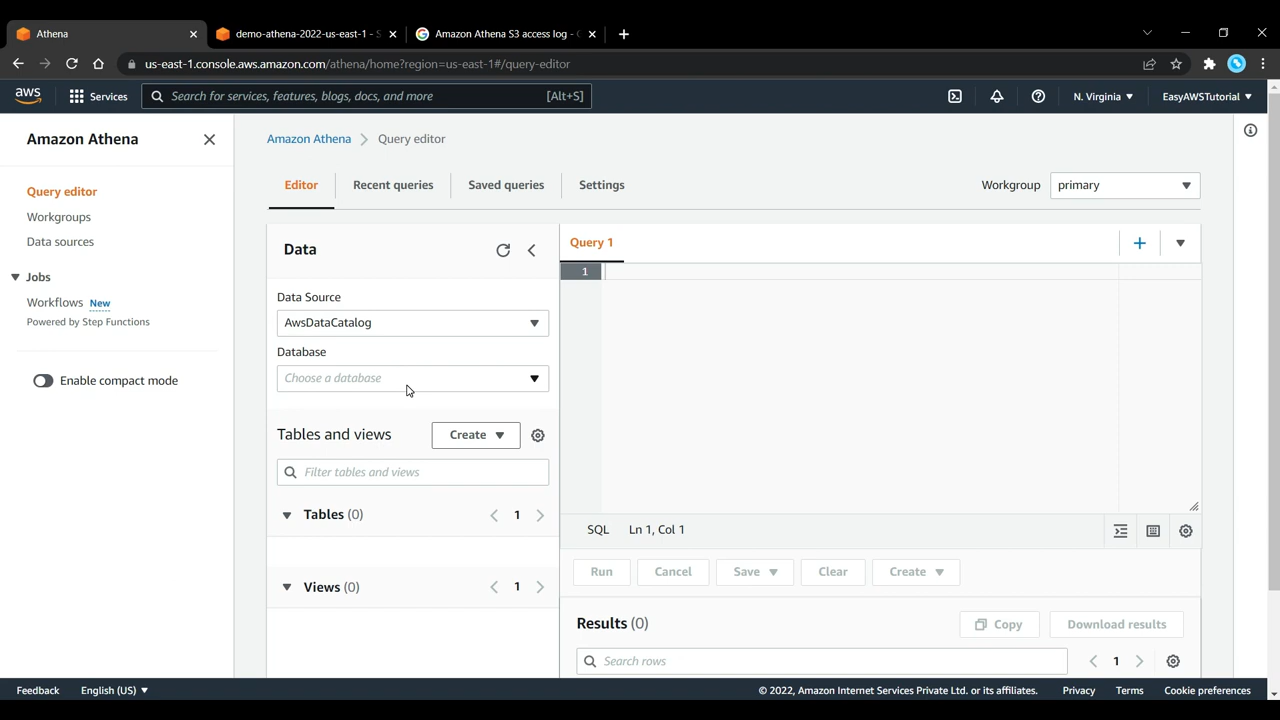 Athena
demo-athena-2022-us-east-1 - S
Amazon Athena S3 access log -
us-east-1.console.aws.amazon.com/athena/home?region=us-east-1#/query-editor
aws
Services
Search for services, features, blogs, docs, and more
[Alt+S]
N. Virginia
EasyAWSTutorial
Amazon Athena
Query editor
Workgroups
Data sources
Jobs
Workflows New
Powered by Step Functions
Enable compact mode
Amazon Athena
Query editor
Editor
Recent queries
Saved queries
Settings
Workgroup
primary
Data
Data Source
AwsDataCatalog
Database
Choose a database
Tables and views
Create
Filter tables and views
Tables (0)
1
Views (0)
1
Query 1
1
SQL
Ln 1, Col 1
Run
Cancel
Save
Clear
Create
Results (0)
Copy
Download results
Search rows
1
Feedback
English (US)
© 2022, Amazon Internet Services Private Ltd. or its affiliates.
Privacy
Terms
Cookie preferences